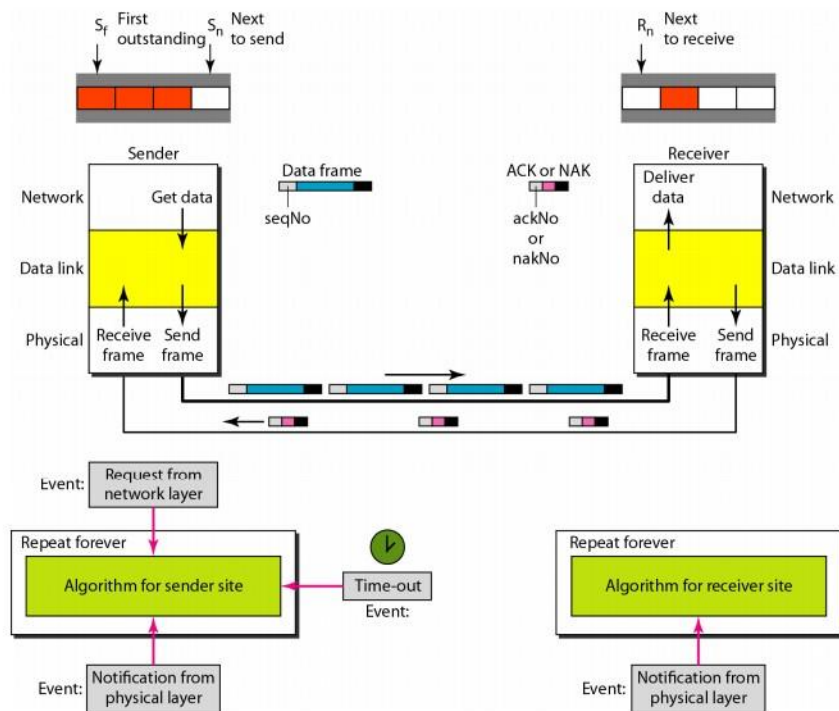 S_f First
outstanding
S_n Next
to send
R_n Next
to receive
Sender
Data frame
ACK or NAK
Receiver
Network
Get data
seqNo
ackNo
or
nakNo
Deliver
data
Network
Data link
Data link
Physical
Receive
frame
Send
frame
Receive
frame
Send
frame
Physical
Event:
Request from
network layer
Repeat forever
Algorithm for sender site
Time-out
Event:
Event:
Notification from
physical layer
Repeat forever
Algorithm for receiver site
Event:
Notification from
physical layer